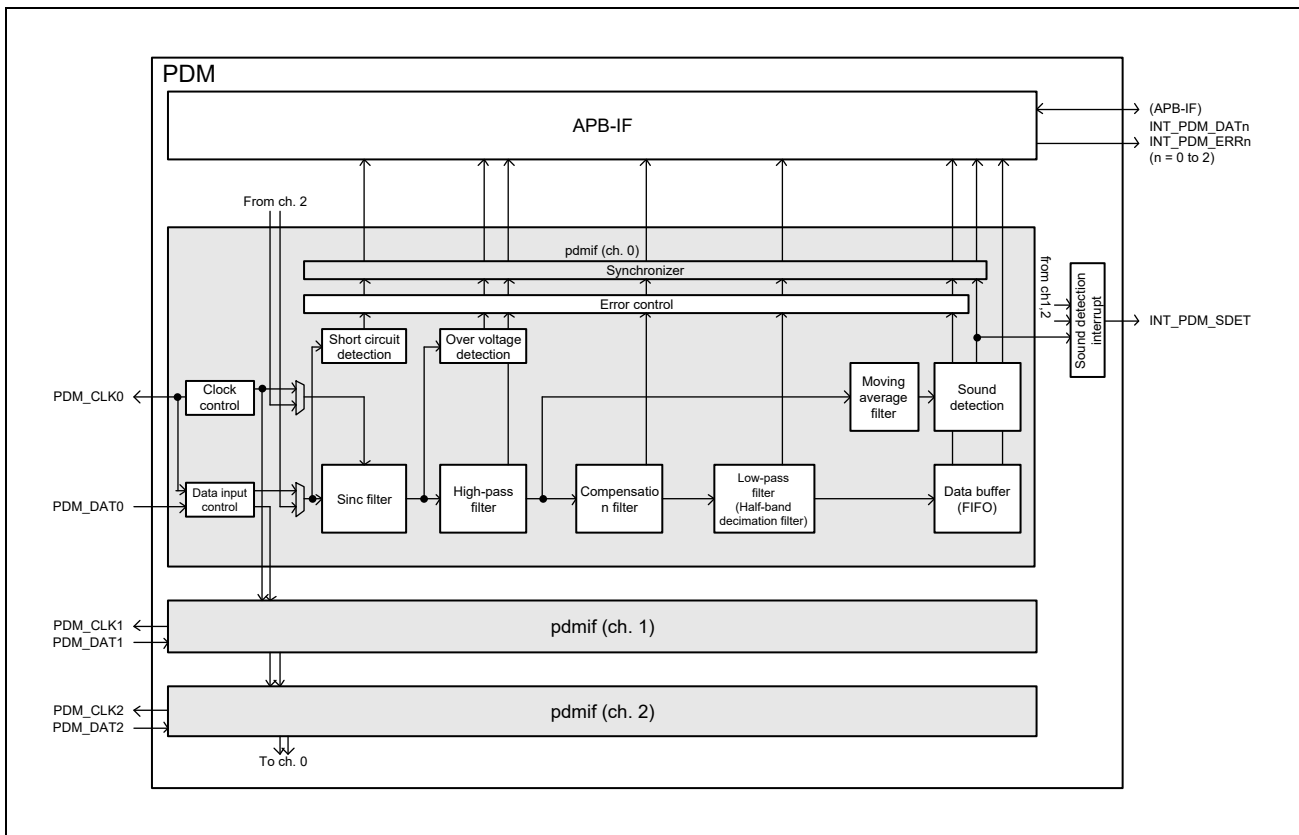 PDM
APB-IF
(APB-IF)
INT_PDM_DATn
INT_PDM_ERRn
(n = 0 to 2)
From ch. 2
pdmif (ch. 0)
Synchronizer
Error control
from ch1,2
Sound detection
interrupt
INT_PDM_SDET
Short circuit
detection
Over voltage
detection
PDM_CLK0
Clock
control
Moving
average
filter
Sound
detection
PDM_DAT0
Data input
control
Sinc filter
High-pass
filter
Compensatio
n filter
Low-pass
filter
(Half-band
decimation filter)
Data buffer
(FIFO)
PDM_CLK1
PDM_DAT1
pdmif (ch. 1)
PDM_CLK2
PDM_DAT2
pdmif (ch. 2)
To ch. 0